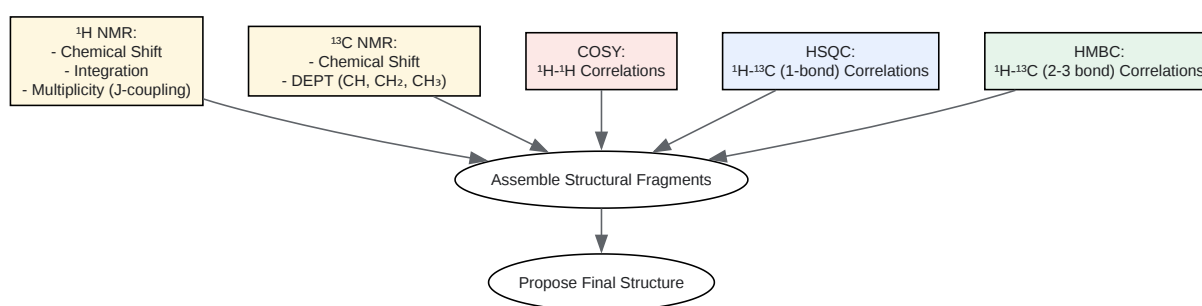 ¹H NMR:
- Chemical Shift
- Integration
- Multiplicity (J-coupling)
¹³C NMR:
- Chemical Shift
- DEPT (CH, CH₂, CH₃)
COSY:
¹H-¹H Correlations
HSQC:
¹H-¹³C (1-bond) Correlations
HMBC:
¹H-¹³C (2-3 bond) Correlations
Assemble Structural Fragments
Propose Final Structure